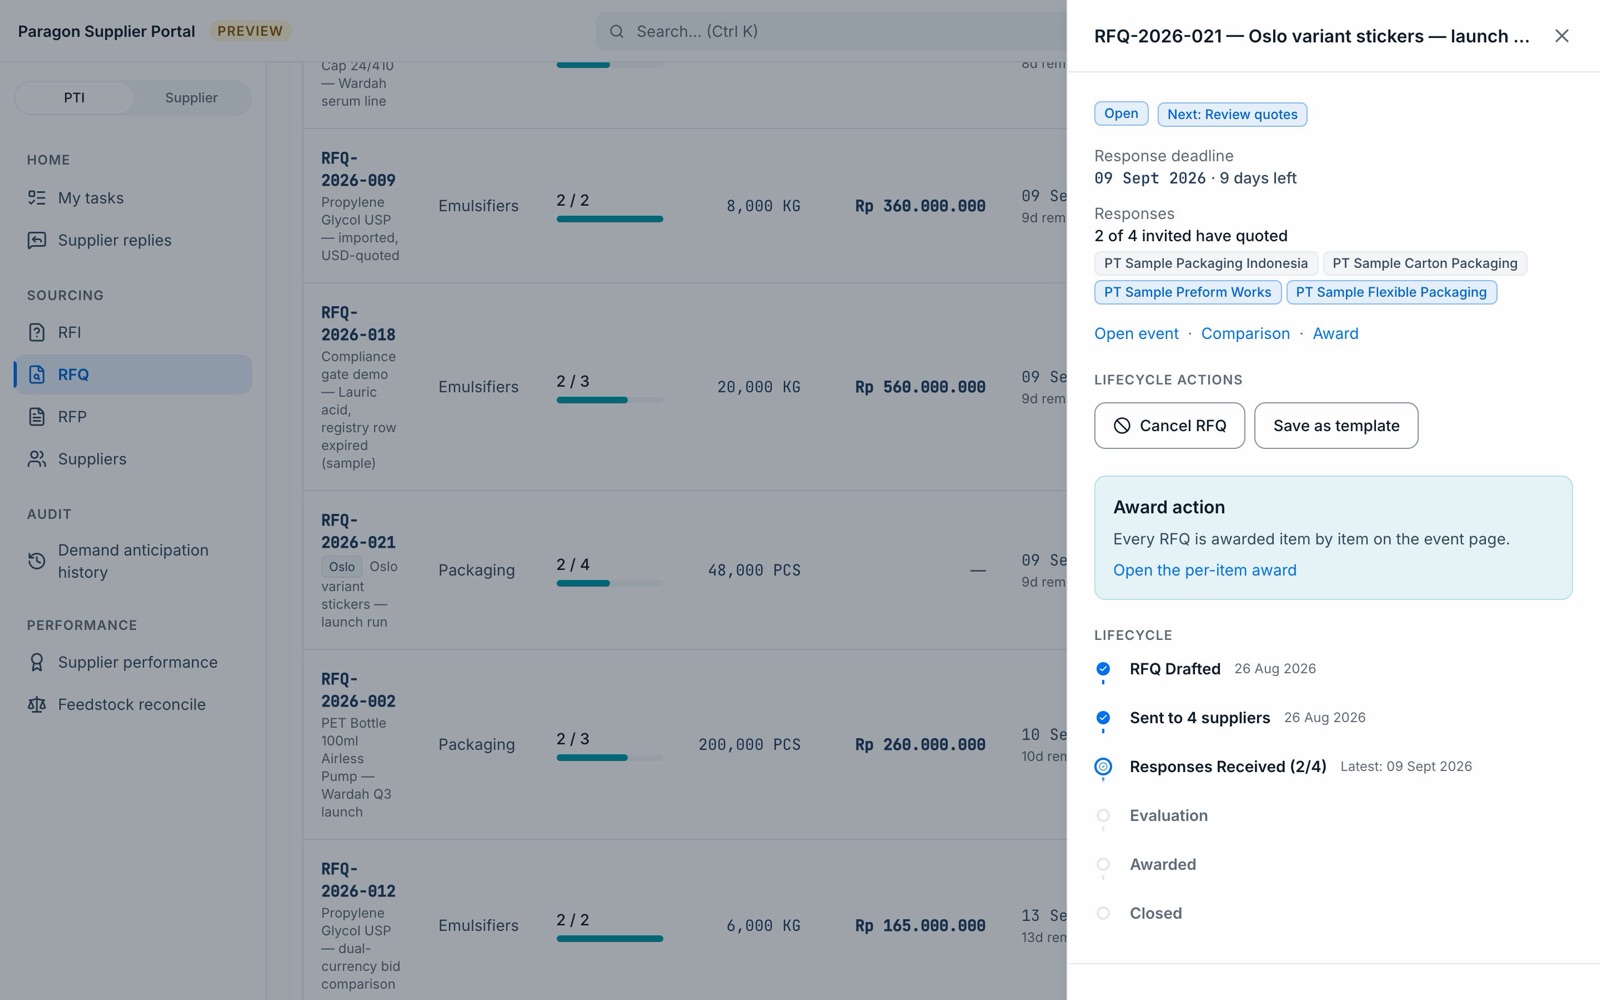 Paragon Supplier Portal PREVIEW
Search... (Ctrl K)
PTI Supplier
HOME
My tasks
Supplier replies
SOURCING
RFI
RFQ
RFP
Suppliers
AUDIT
Demand anticipation
history
PERFORMANCE
Supplier performance
Feedstock reconcile
Cap 24/410
— Wardah
serum line
8d rem
RFQ-
2026-009
Propylene
Glycol USP
— imported,
USD-quoted
Emulsifiers
2 / 2
8,000 KG
Rp 360.000.000
09 Se
9d rem
RFQ-
2026-018
Compliance
gate demo
— Lauric
acid,
registry row
expired
(sample)
Emulsifiers
2 / 3
20,000 KG
Rp 560.000.000
09 Se
9d rem
RFQ-
2026-021
Oslo Oslo
variant
stickers —
launch run
Packaging
2 / 4
48,000 PCS
—
09 Se
9d rem
RFQ-
2026-002
PET Bottle
100ml
Airless
Pump —
Wardah Q3
launch
Packaging
2 / 3
200,000 PCS
Rp 260.000.000
10 Se
10d rem
RFQ-
2026-012
Propylene
Glycol USP
— dual-
currency bid
comparison
Emulsifiers
2 / 2
6,000 KG
Rp 165.000.000
13 Se
13d rem
RFQ-2026-021 — Oslo variant stickers — launch ...
Open Next: Review quotes
Response deadline
09 Sept 2026 · 9 days left
Responses
2 of 4 invited have quoted
PT Sample Packaging Indonesia PT Sample Carton Packaging
PT Sample Preform Works PT Sample Flexible Packaging
Open event · Comparison · Award
LIFECYCLE ACTIONS
Cancel RFQ Save as template
Award action
Every RFQ is awarded item by item on the event page.
Open the per-item award
LIFECYCLE
RFQ Drafted 26 Aug 2026
Sent to 4 suppliers 26 Aug 2026
Responses Received (2/4) Latest: 09 Sept 2026
Evaluation
Awarded
Closed